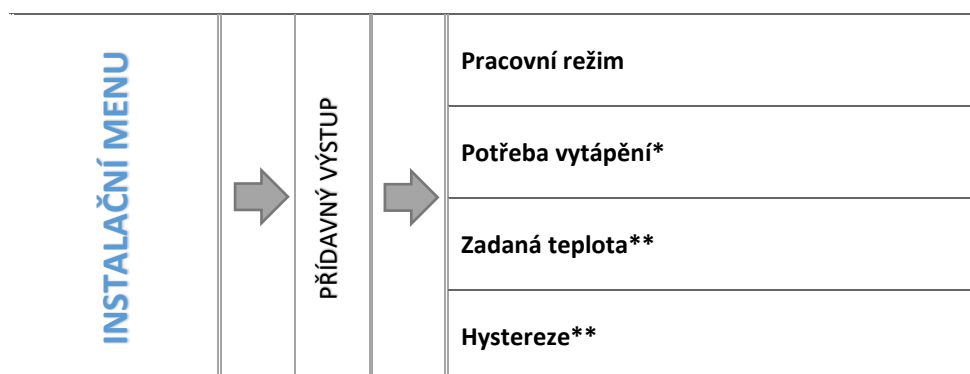 INSTALAČNÍ MENU
PŘÍDAVNÝ VÝSTUP
Pracovní režim
Potřeba vytápění*
Zadaná teplota**
Hystereze**